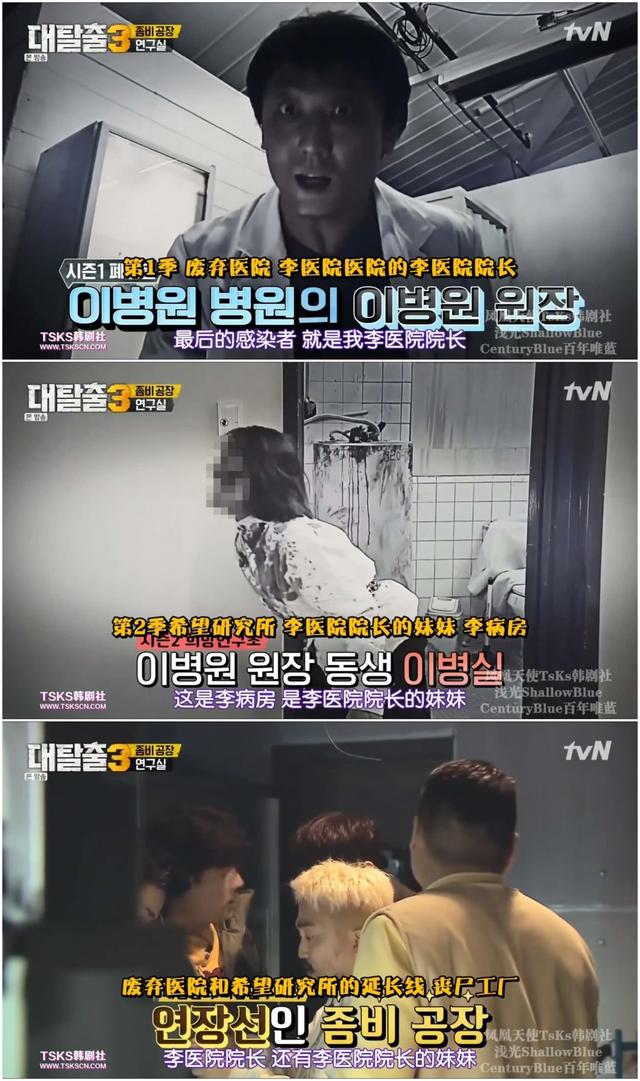 대탈출3 좀비 공장
본 방송 연구실
tvN
第1季 废弃医院 李医院医院的李医院院长
시즌1
이병원 병원의 이병원 원장
最后的感染者 就是我李医院院长
TSKS韩剧社
WWW.TSKSCN.COM
凤凰天使TsKs韩剧社
浅光ShallowBlue
CenturyBlue百年唯蓝
대탈출3 좀비 공장
본 방송 연구실
tvN
第2季希望研究所 李医院院长的妹妹 李病房
시즌2 희망연구소
이병원 원장 동생 이병실
这是李病房 是李医院院长的妹妹
TSKS韩剧社
WWW.TSKSCN.COM
凤凰天使TsKs韩剧社
浅光ShallowBlue
CenturyBlue百年唯蓝
대탈출3 좀비 공장
본 방송 연구실
tvN
废弃医院和希望研究所的延长线 丧尸工厂
연장선인 좀비 공장
李医院院长 还有李医院院长的妹妹
TSKS韩剧社
WWW.TSKSCN.COM
凤凰天使TsKs韩剧社
浅光ShallowBlue
CenturyBlue百年唯蓝